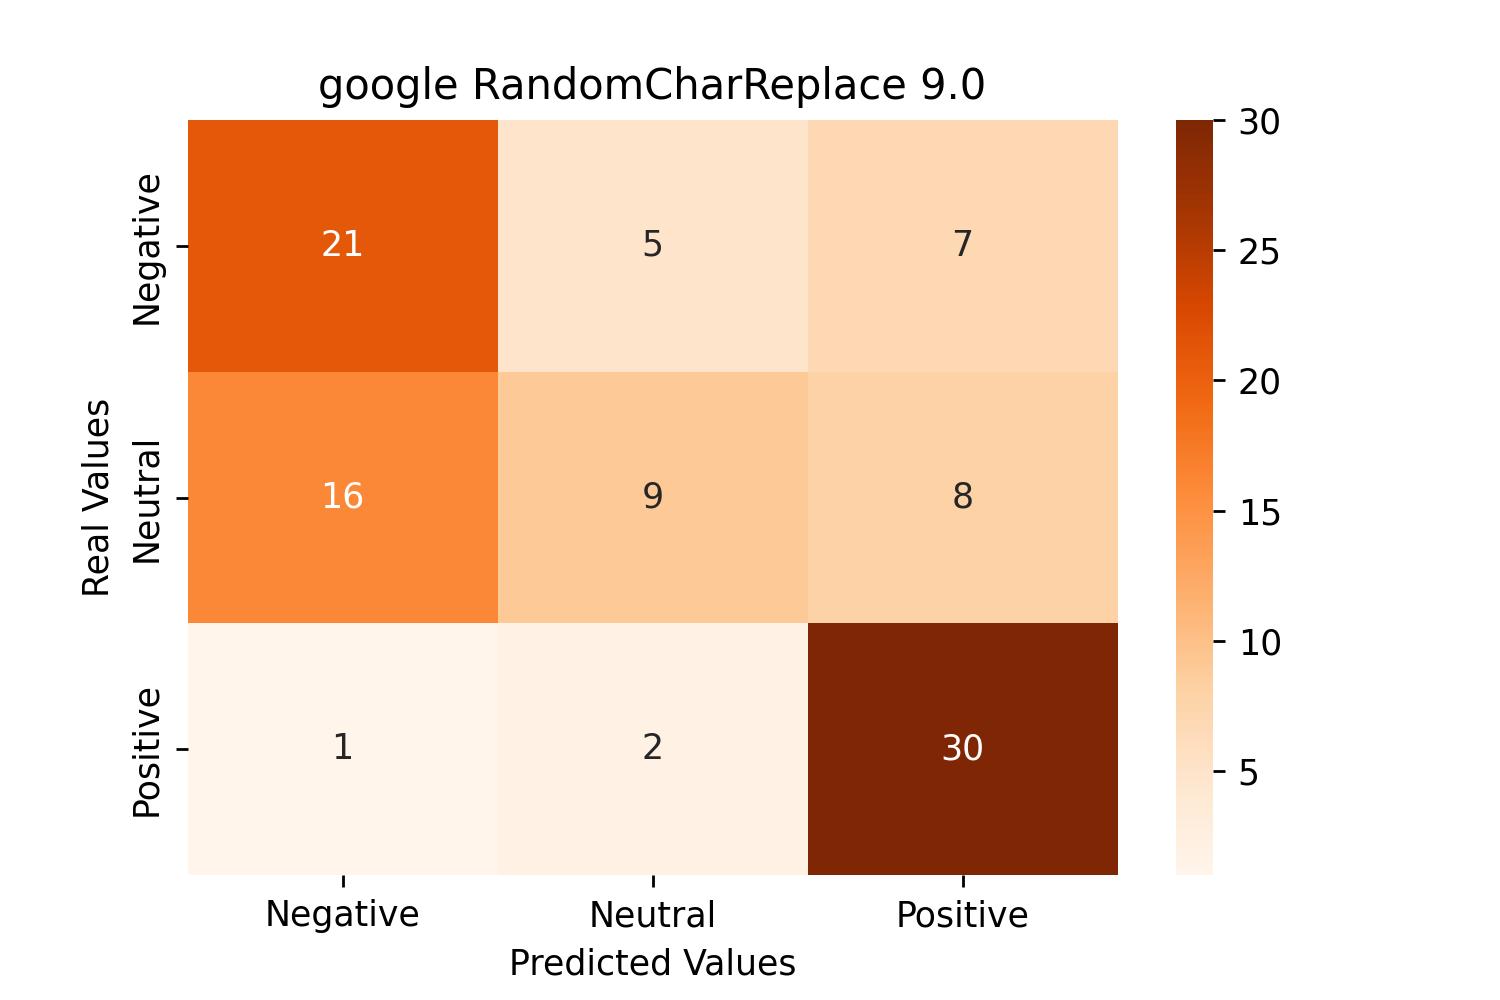 google RandomCharReplace 9.0
Real Values
Negative
21 5 7
Neutral
16 9 8
Positive
1 2 30
Negative Neutral Positive
Predicted Values
30
25
20
15
10
5